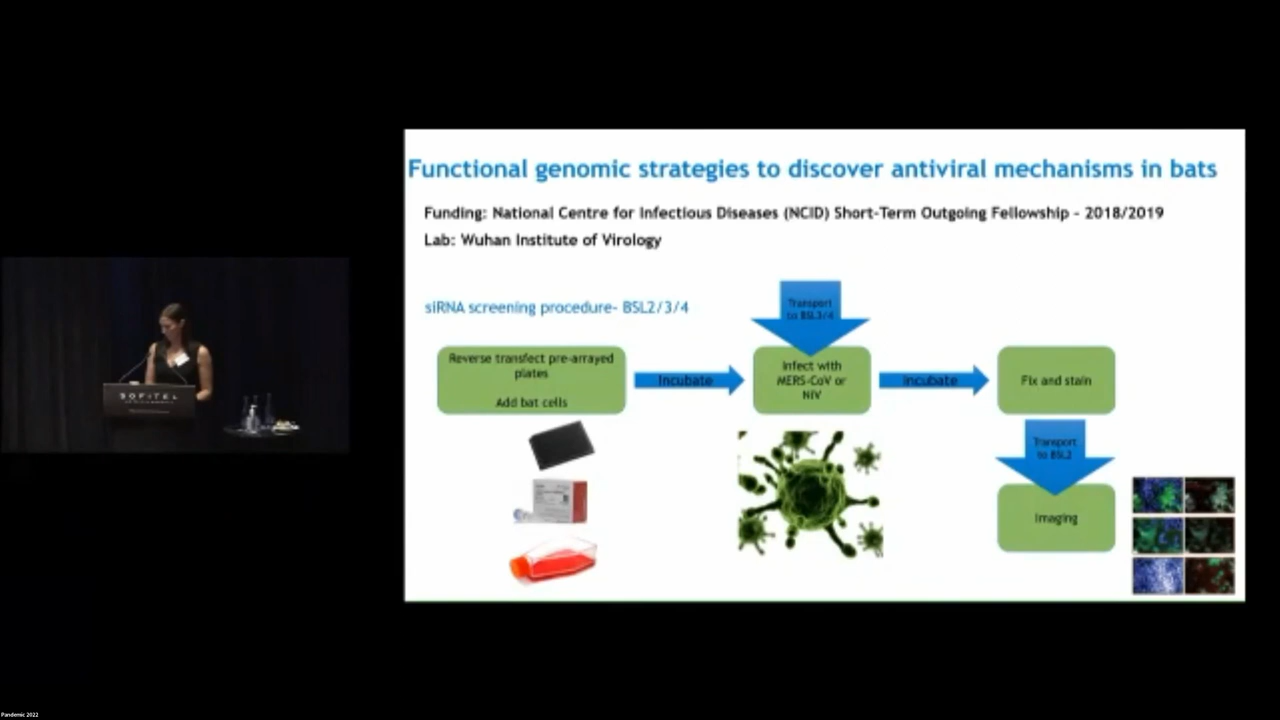 Functional genomic strategies to discover antiviral mechanisms in bats
Funding: National Centre for Infectious Diseases (NCID) Short-Term Outgoing Fellowship - 2018/2019
Lab: Wuhan Institute of Virology
siRNA screening procedure- BSL2/3/4
Transport
to BSL3/4
Reverse transfect pre-arrayed
plates
Add bat cells
Incubate
Infect with
MERS-CoV or
NiV
Incubate
Fix and stain
Transport
to BSL2
Imaging
SOFITEL
Pandemic 2022